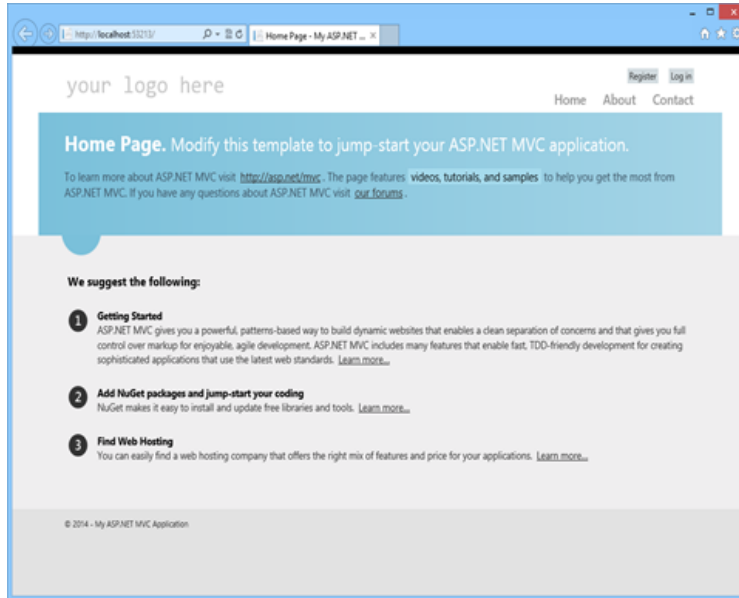 http://localhost:53213/
Home Page - My ASP.NET ...
your logo here
Register Log in
Home About Contact
Home Page. Modify this template to jump-start your ASP.NET MVC application.
To learn more about ASP.NET MVC visit http://asp.net/mvc. The page features videos, tutorials, and samples to help you get the most from
ASP.NET MVC. If you have any questions about ASP.NET MVC visit our forums.
We suggest the following:
1 Getting Started
ASP.NET MVC gives you a powerful, patterns-based way to build dynamic websites that enables a clean separation of concerns and that gives you full
control over markup for enjoyable, agile development. ASP.NET MVC includes many features that enable fast, TDD-friendly development for creating
sophisticated applications that use the latest web standards. Learn more...
2 Add NuGet packages and jump-start your coding
NuGet makes it easy to install and update free libraries and tools. Learn more...
3 Find Web Hosting
You can easily find a web hosting company that offers the right mix of features and price for your applications. Learn more...
© 2014 - My ASP.NET MVC Application